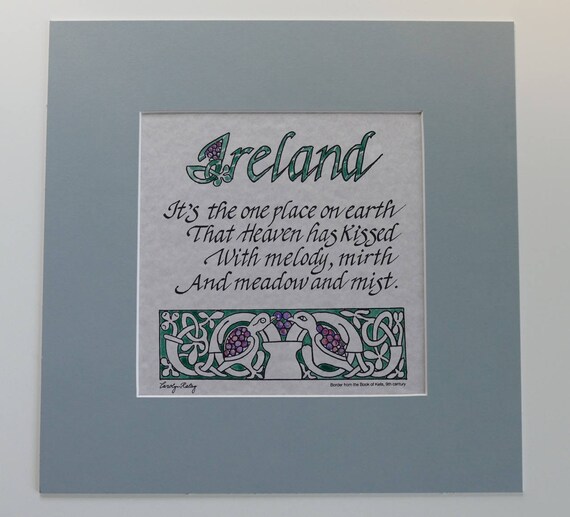 Ireland
It's the one place on earth
That Heaven has Kissed
With melody, mirth
And meadow and mist.
Border from the Book of Kells, 9th century